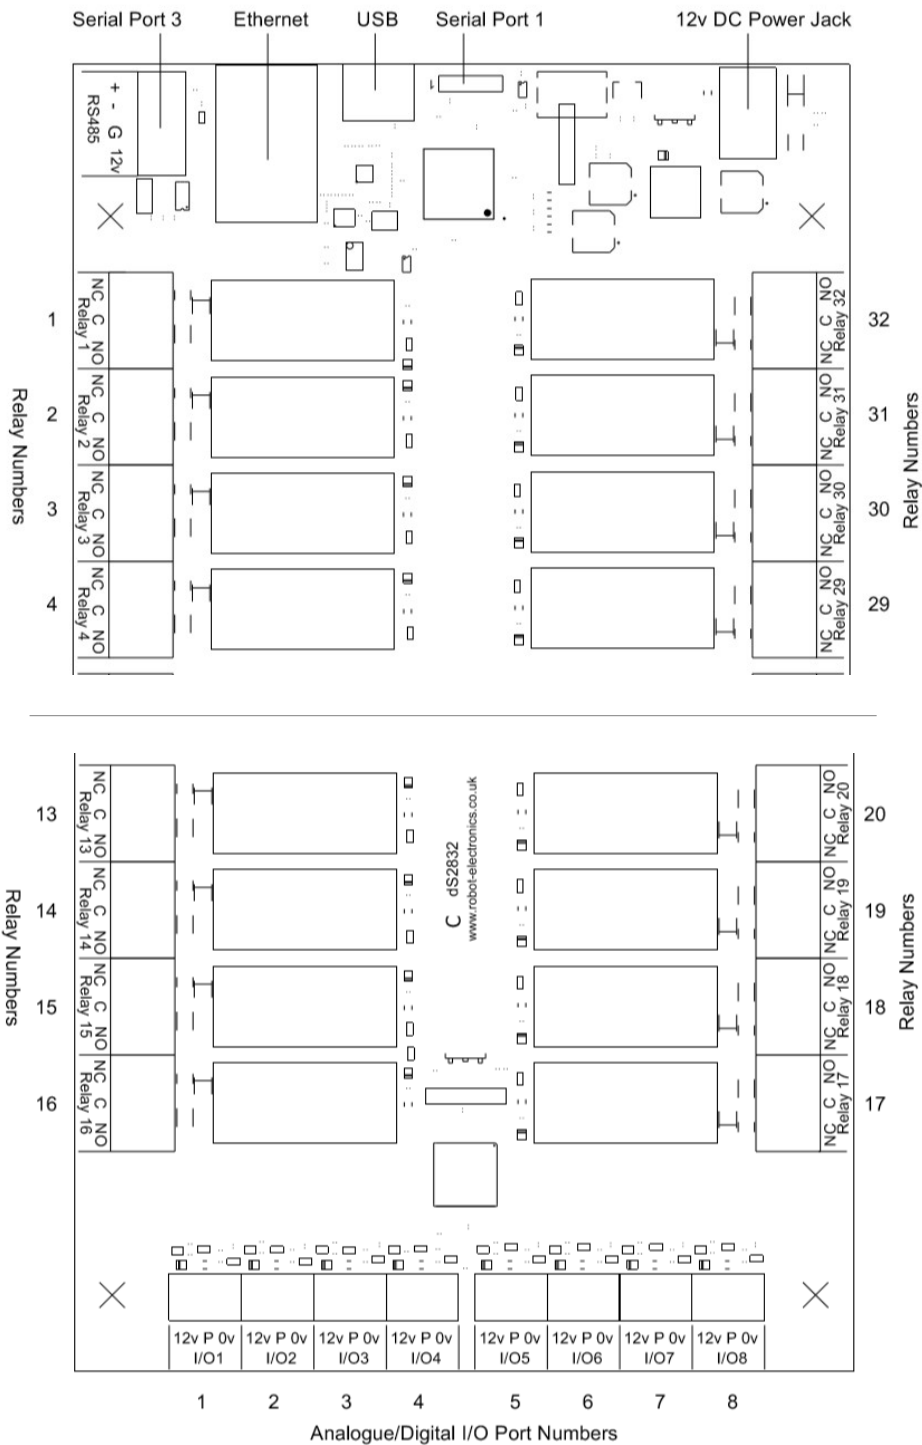 Serial Port 3 Ethernet USB Serial Port 1 12v DC Power Jack
+ - G 12v
RS485
NC C NO
Relay 1
NC C NO
Relay 2
NC C NO
Relay 3
NC C NO
Relay 4
1
2
3
4
Relay Numbers
NC C NO
Relay 32
NC C NO
Relay 31
NC C NO
Relay 30
NC C NO
Relay 29
32
31
30
29
Relay Numbers
NC C NO
Relay 13
NC C NO
Relay 14
NC C NO
Relay 15
NC C NO
Relay 16
13
14
15
16
Relay Numbers
C dS2832
www.robot-electronics.co.uk
NC C NO
Relay 20
NC C NO
Relay 19
NC C NO
Relay 18
NC C NO
Relay 17
20
19
18
17
Relay Numbers
12v P 0v 12v P 0v 12v P 0v 12v P 0v 12v P 0v 12v P 0v 12v P 0v 12v P 0v
I/O1 I/O2 I/O3 I/O4 I/O5 I/O6 I/O7 I/O8
1 2 3 4 5 6 7 8
Analogue/Digital I/O Port Numbers